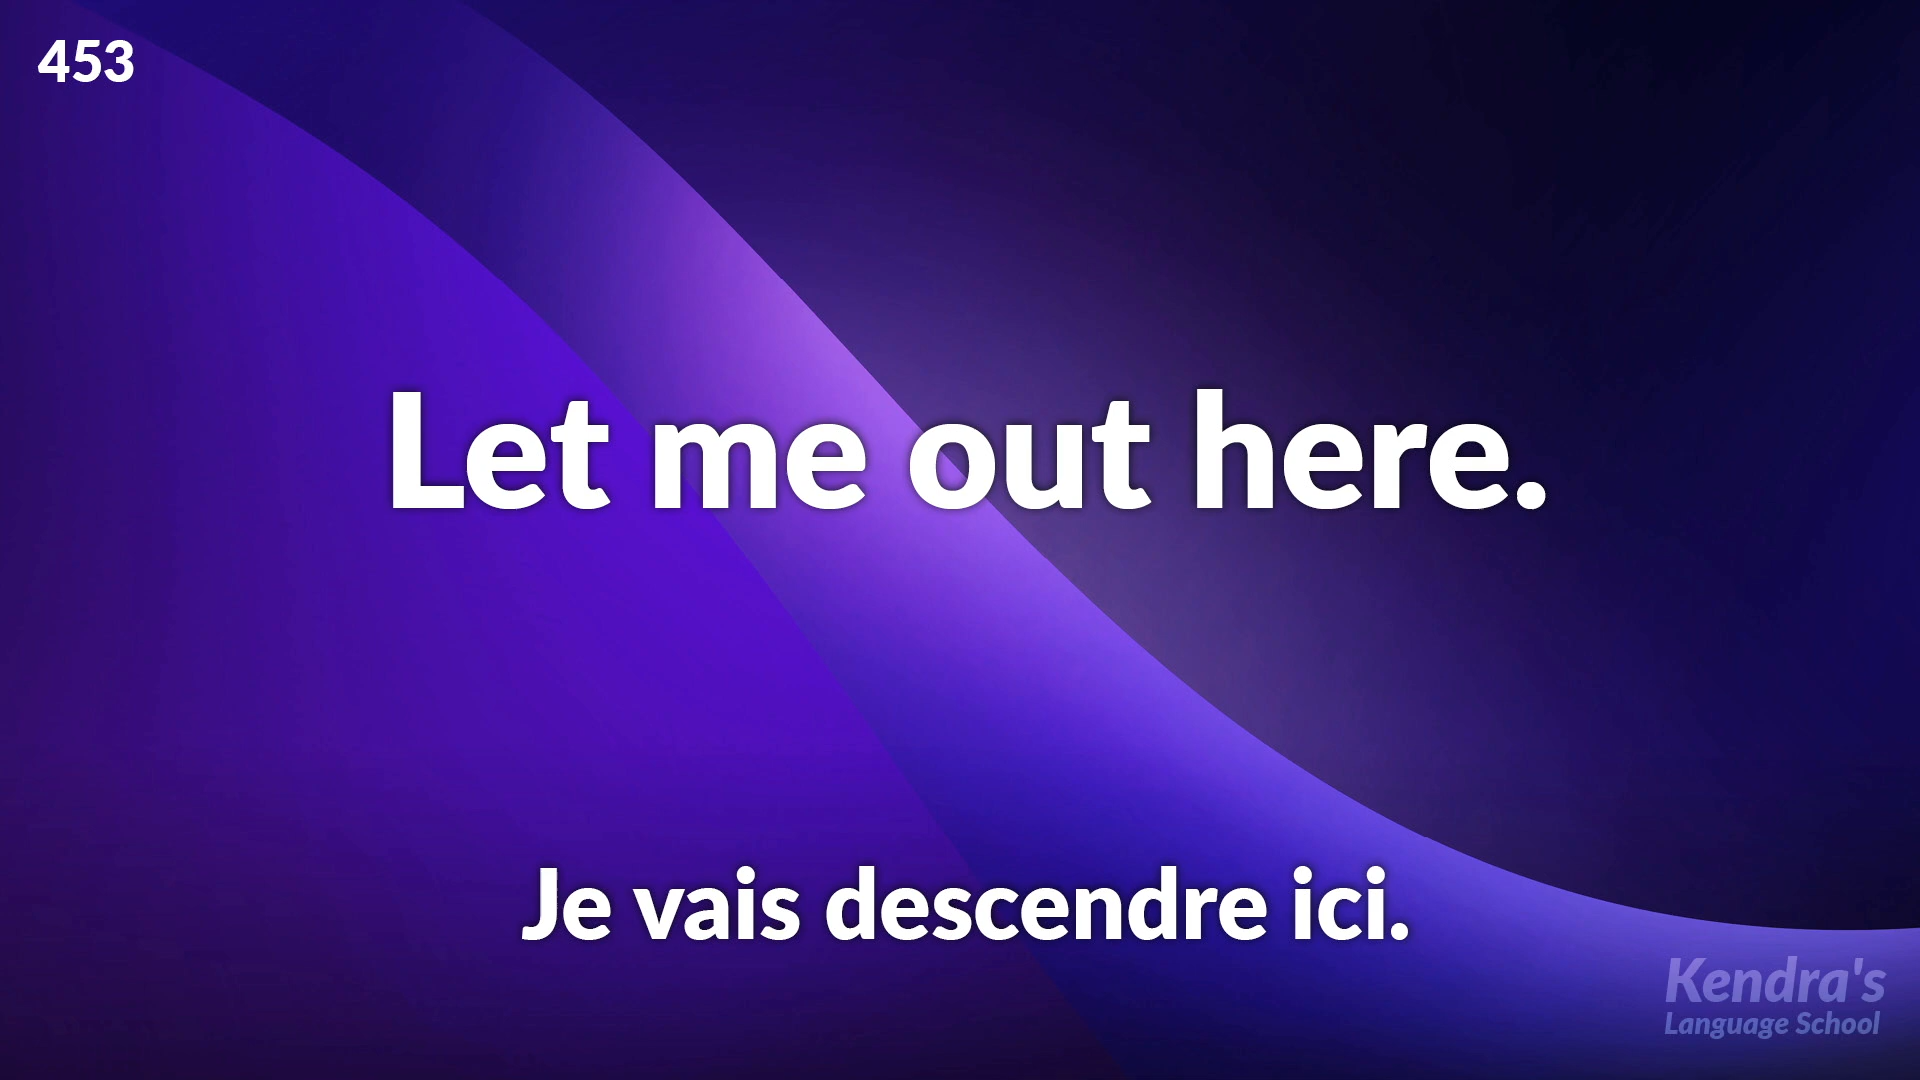 453
Let me out here.
Je vais descendre ici.
Kendra's
Language School